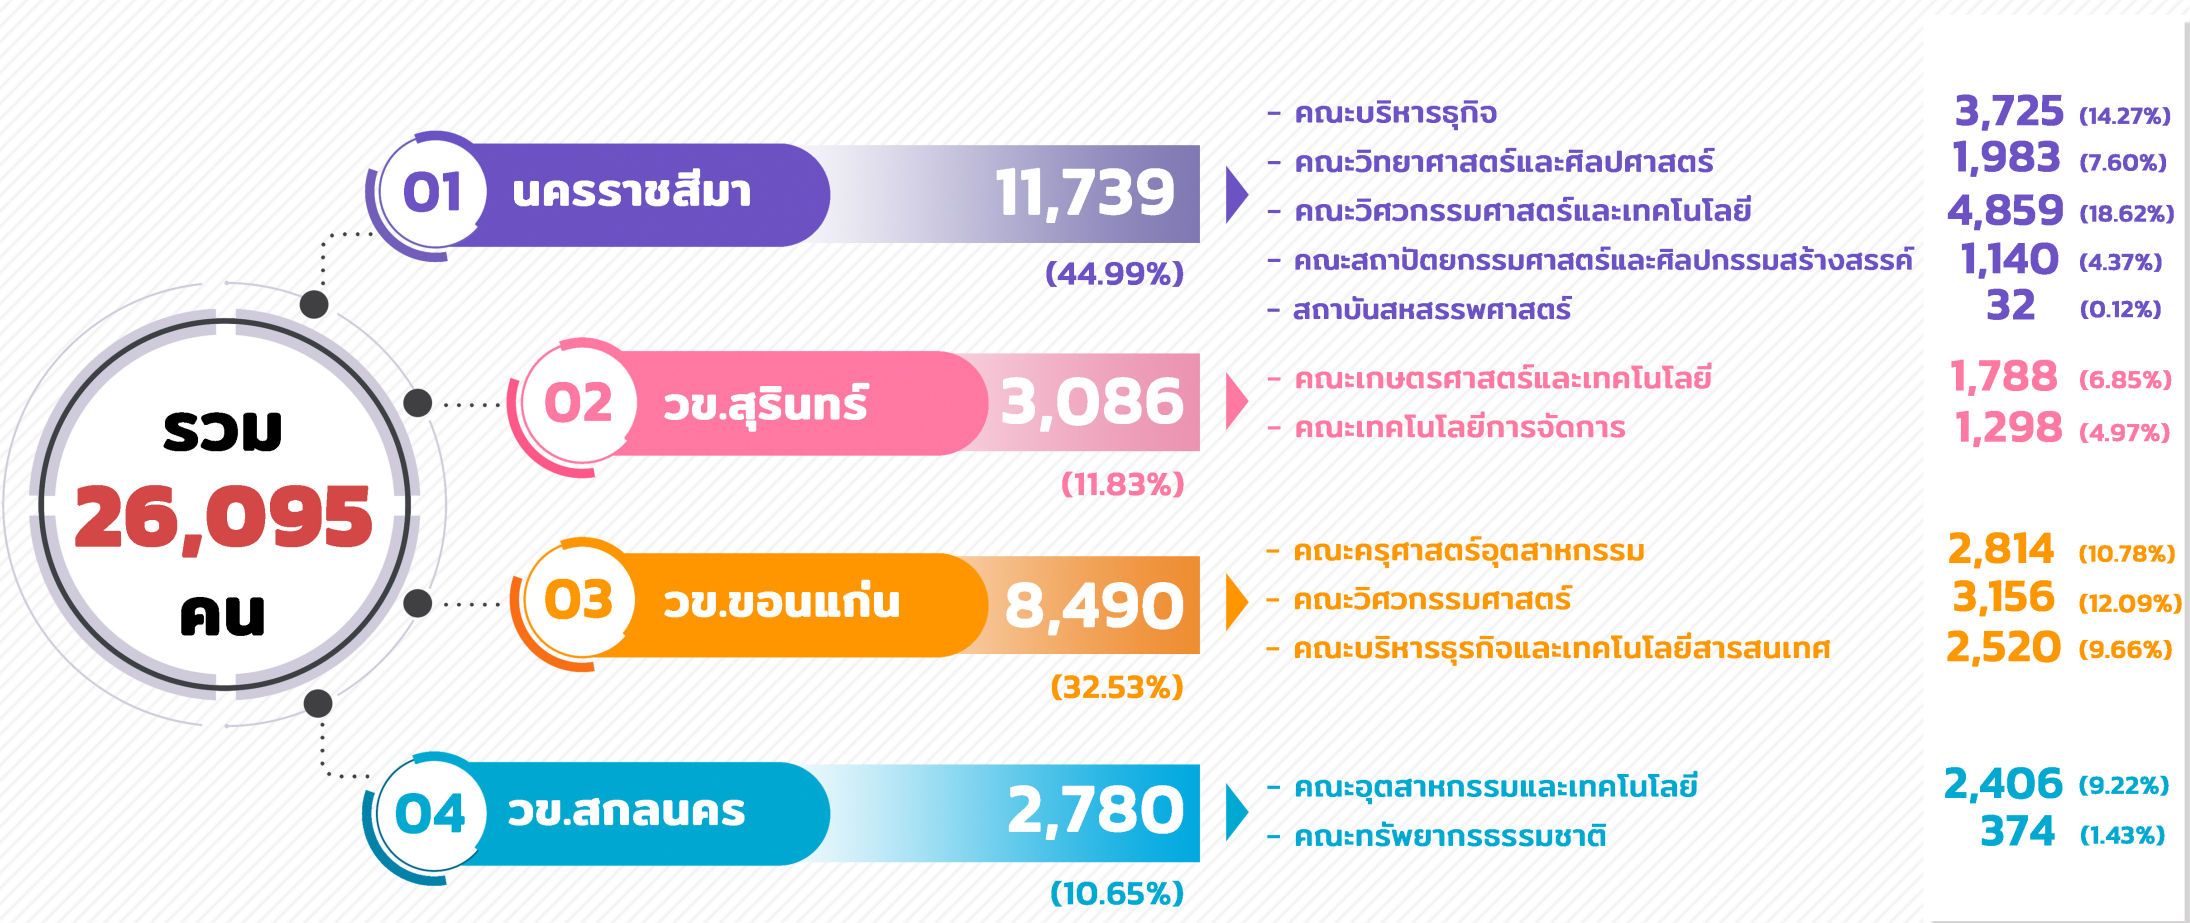 รวม
26,095
คน
01 นครราชสีมา 11,739
(44.99%)
- คณะบริหารธุกิจ 3,725 (14.27%)
- คณะวิทยาศาสตร์และศิลปศาสตร์ 1,983 (7.60%)
- คณะวิศวกรรมศาสตร์และเทคโนโลยี 4,859 (18.62%)
- คณะสถาปัตยกรรมศาสตร์และศิลปกรรมสร้างสรรค์ 1,140 (4.37%)
- สถาบันสหสรรพศาสตร์ 32 (0.12%)
02 วข.สุรินทร์ 3,086
(11.83%)
- คณะเกษตรศาสตร์และเทคโนโลยี 1,788 (6.85%)
- คณะเทคโนโลยีการจัดการ 1,298 (4.97%)
03 วข.ขอนแก่น 8,490
(32.53%)
- คณะครุศาสตร์อุตสาหกรรม 2,814 (10.78%)
- คณะวิศวกรรมศาสตร์ 3,156 (12.09%)
- คณะบริหารธุรกิจและเทคโนโลยีสารสนเทศ 2,520 (9.66%)
04 วข.สกลนคร 2,780
(10.65%)
- คณะอุตสาหกรรมและเทคโนโลยี 2,406 (9.22%)
- คณะทรัพยากรธรรมชาติ 374 (1.43%)